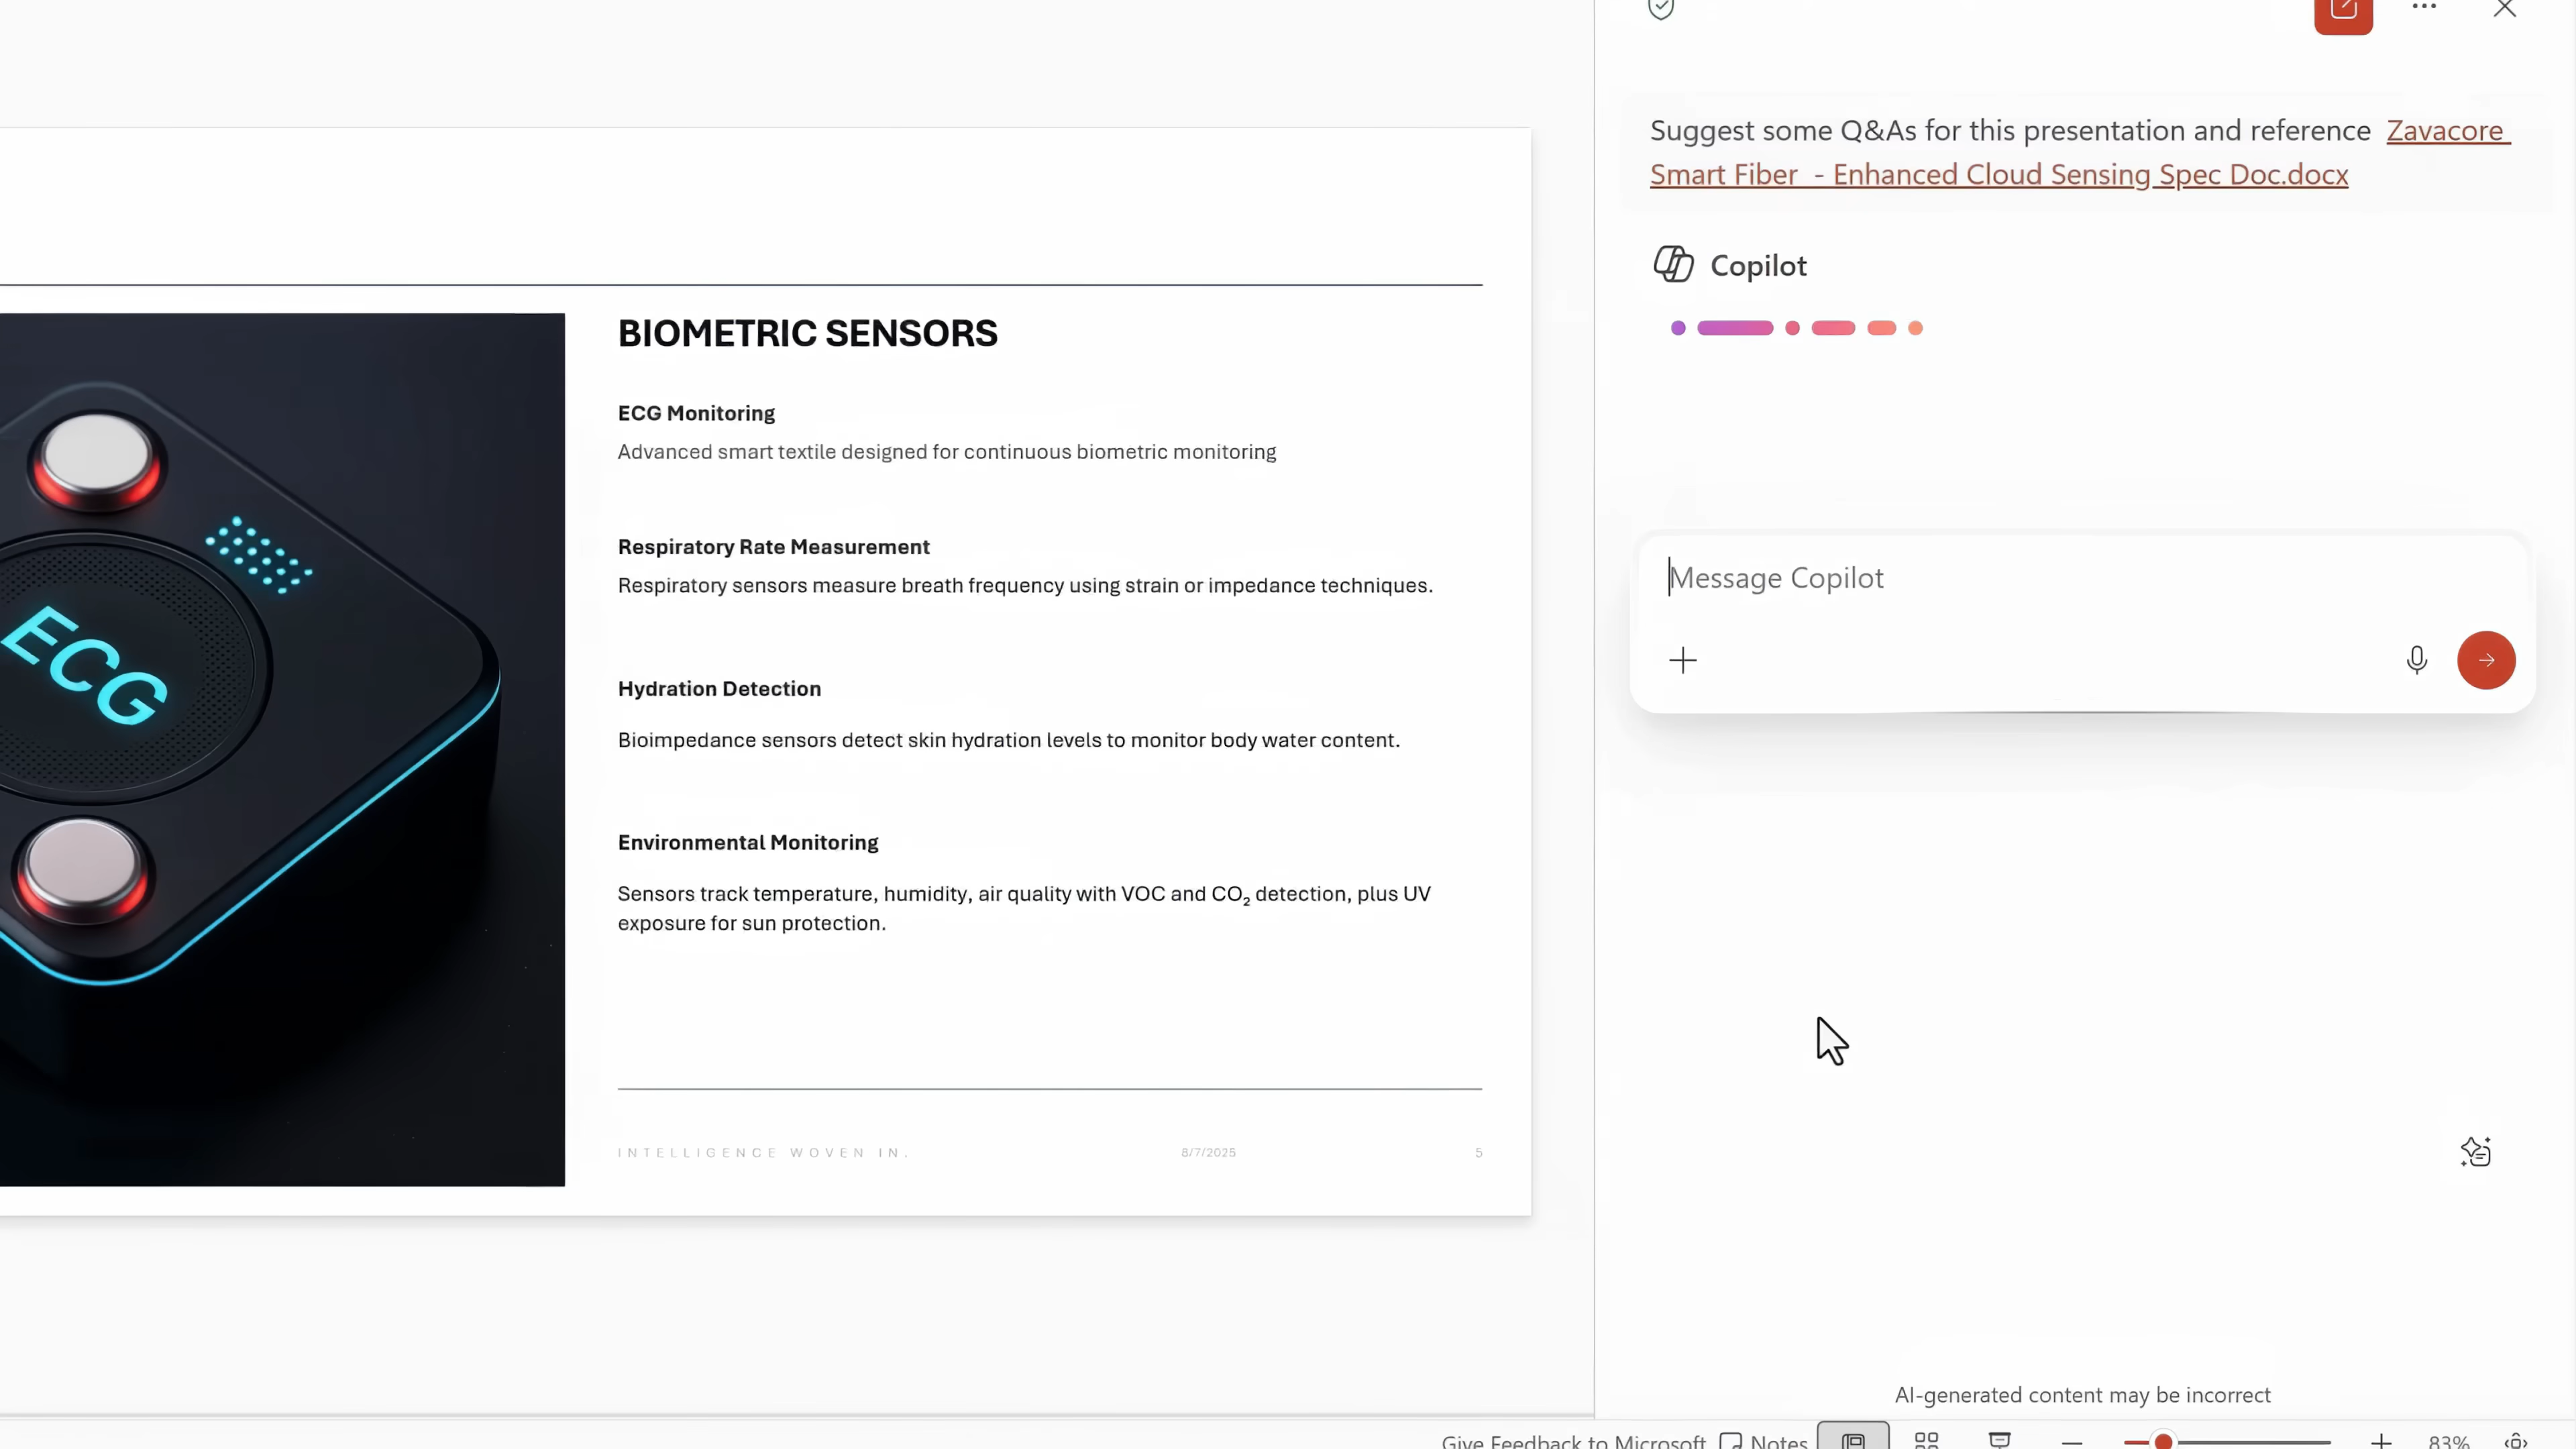 Suggest some Q&As for this presentation and reference Zavacore
Smart Fiber - Enhanced Cloud Sensing Spec Doc.docx
Copilot
BIOMETRIC SENSORS
ECG Monitoring
Advanced smart textile designed for continuous biometric monitoring
Respiratory Rate Measurement
Respiratory sensors measure breath frequency using strain or impedance techniques.
Hydration Detection
Bioimpedance sensors detect skin hydration levels to monitor body water content.
Environmental Monitoring
Sensors track temperature, humidity, air quality with VOC and CO₂ detection, plus UV
exposure for sun protection.
ECG
INTELLIGENCE WOVEN IN.
8/7/2025
5
Message Copilot
AI-generated content may be incorrect
Give Feedback to Microsoft
Notes
83%